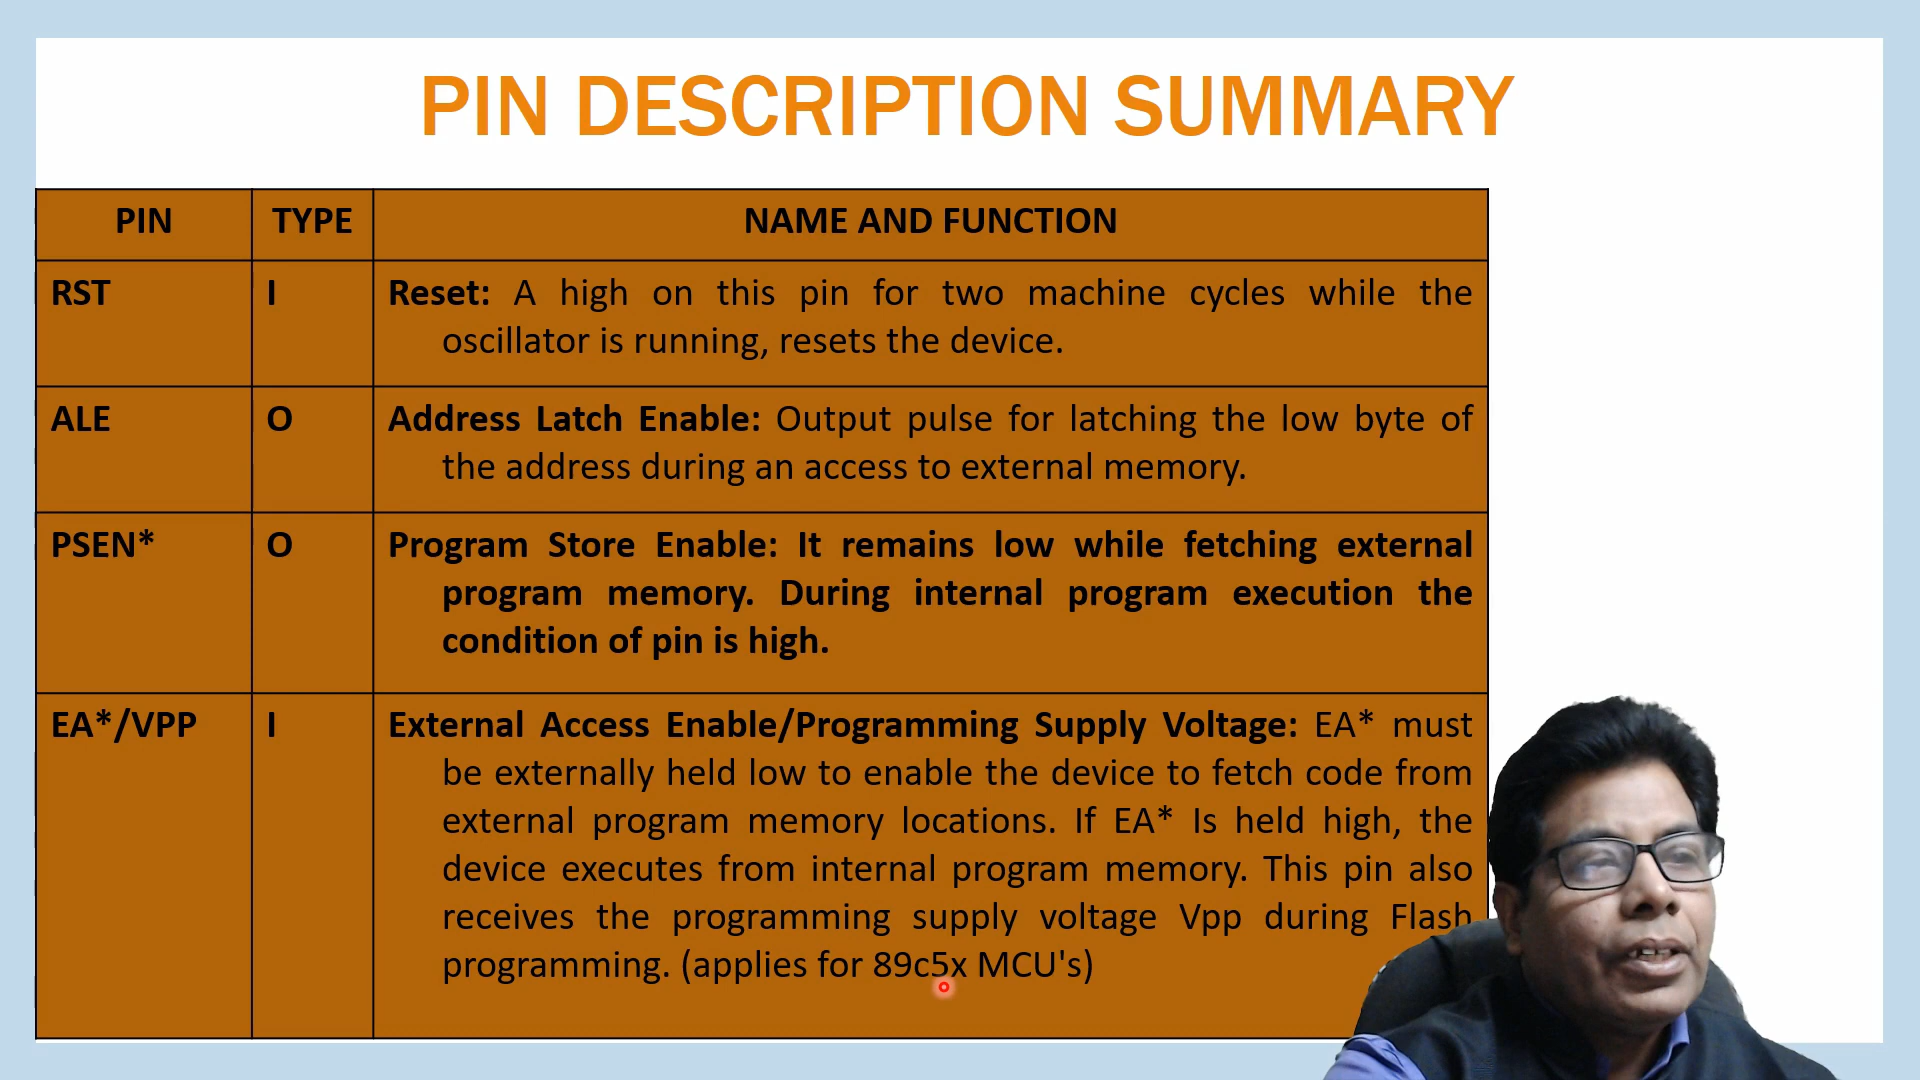 PIN DESCRIPTION SUMMARY
PIN TYPE NAME AND FUNCTION
RST I Reset: A high on this pin for two machine cycles while the
oscillator is running, resets the device.
ALE O Address Latch Enable: Output pulse for latching the low byte of
the address during an access to external memory.
PSEN* O Program Store Enable: It remains low while fetching external
program memory. During internal program execution the
condition of pin is high.
EA*/VPP I External Access Enable/Programming Supply Voltage: EA* must
be externally held low to enable the device to fetch code from
external program memory locations. If EA* Is held high, the
device executes from internal program memory. This pin also
receives the programming supply voltage Vpp during Flash
programming. (applies for 89c5x MCU's)